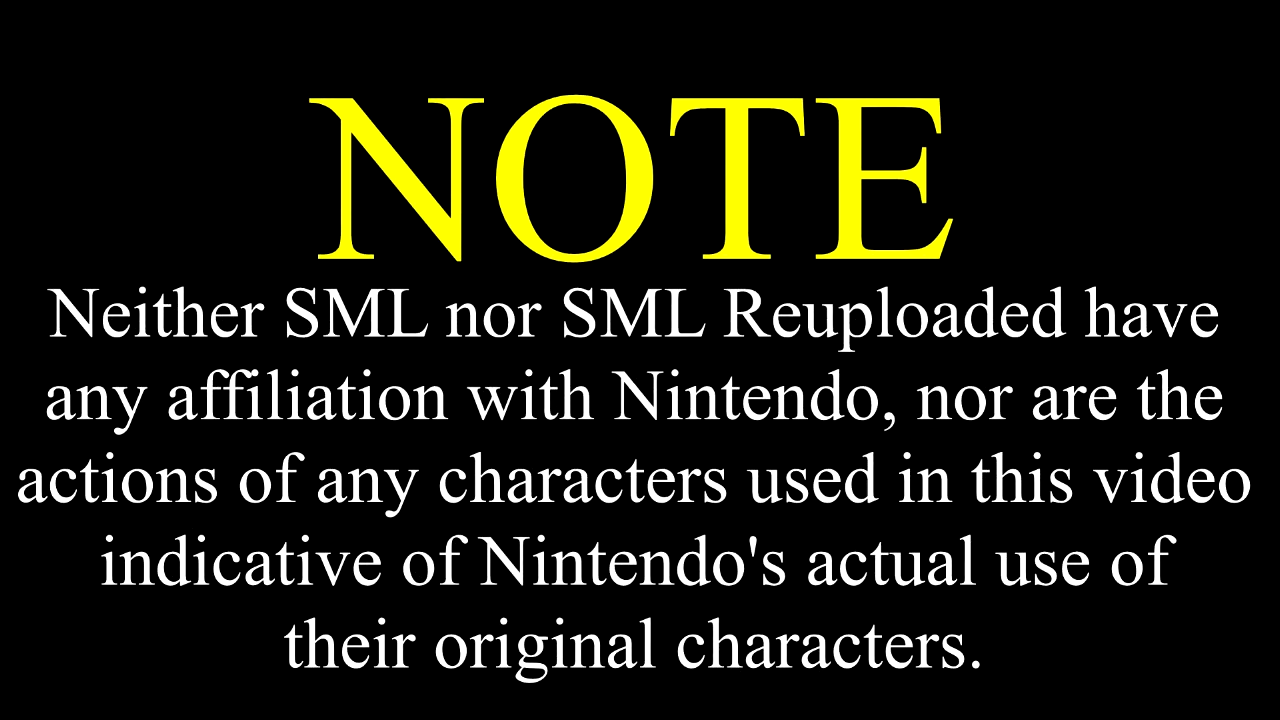 NOTE
Neither SML nor SML Reuploaded have
any affiliation with Nintendo, nor are the
actions of any characters used in this video
indicative of Nintendo's actual use of
their original characters.